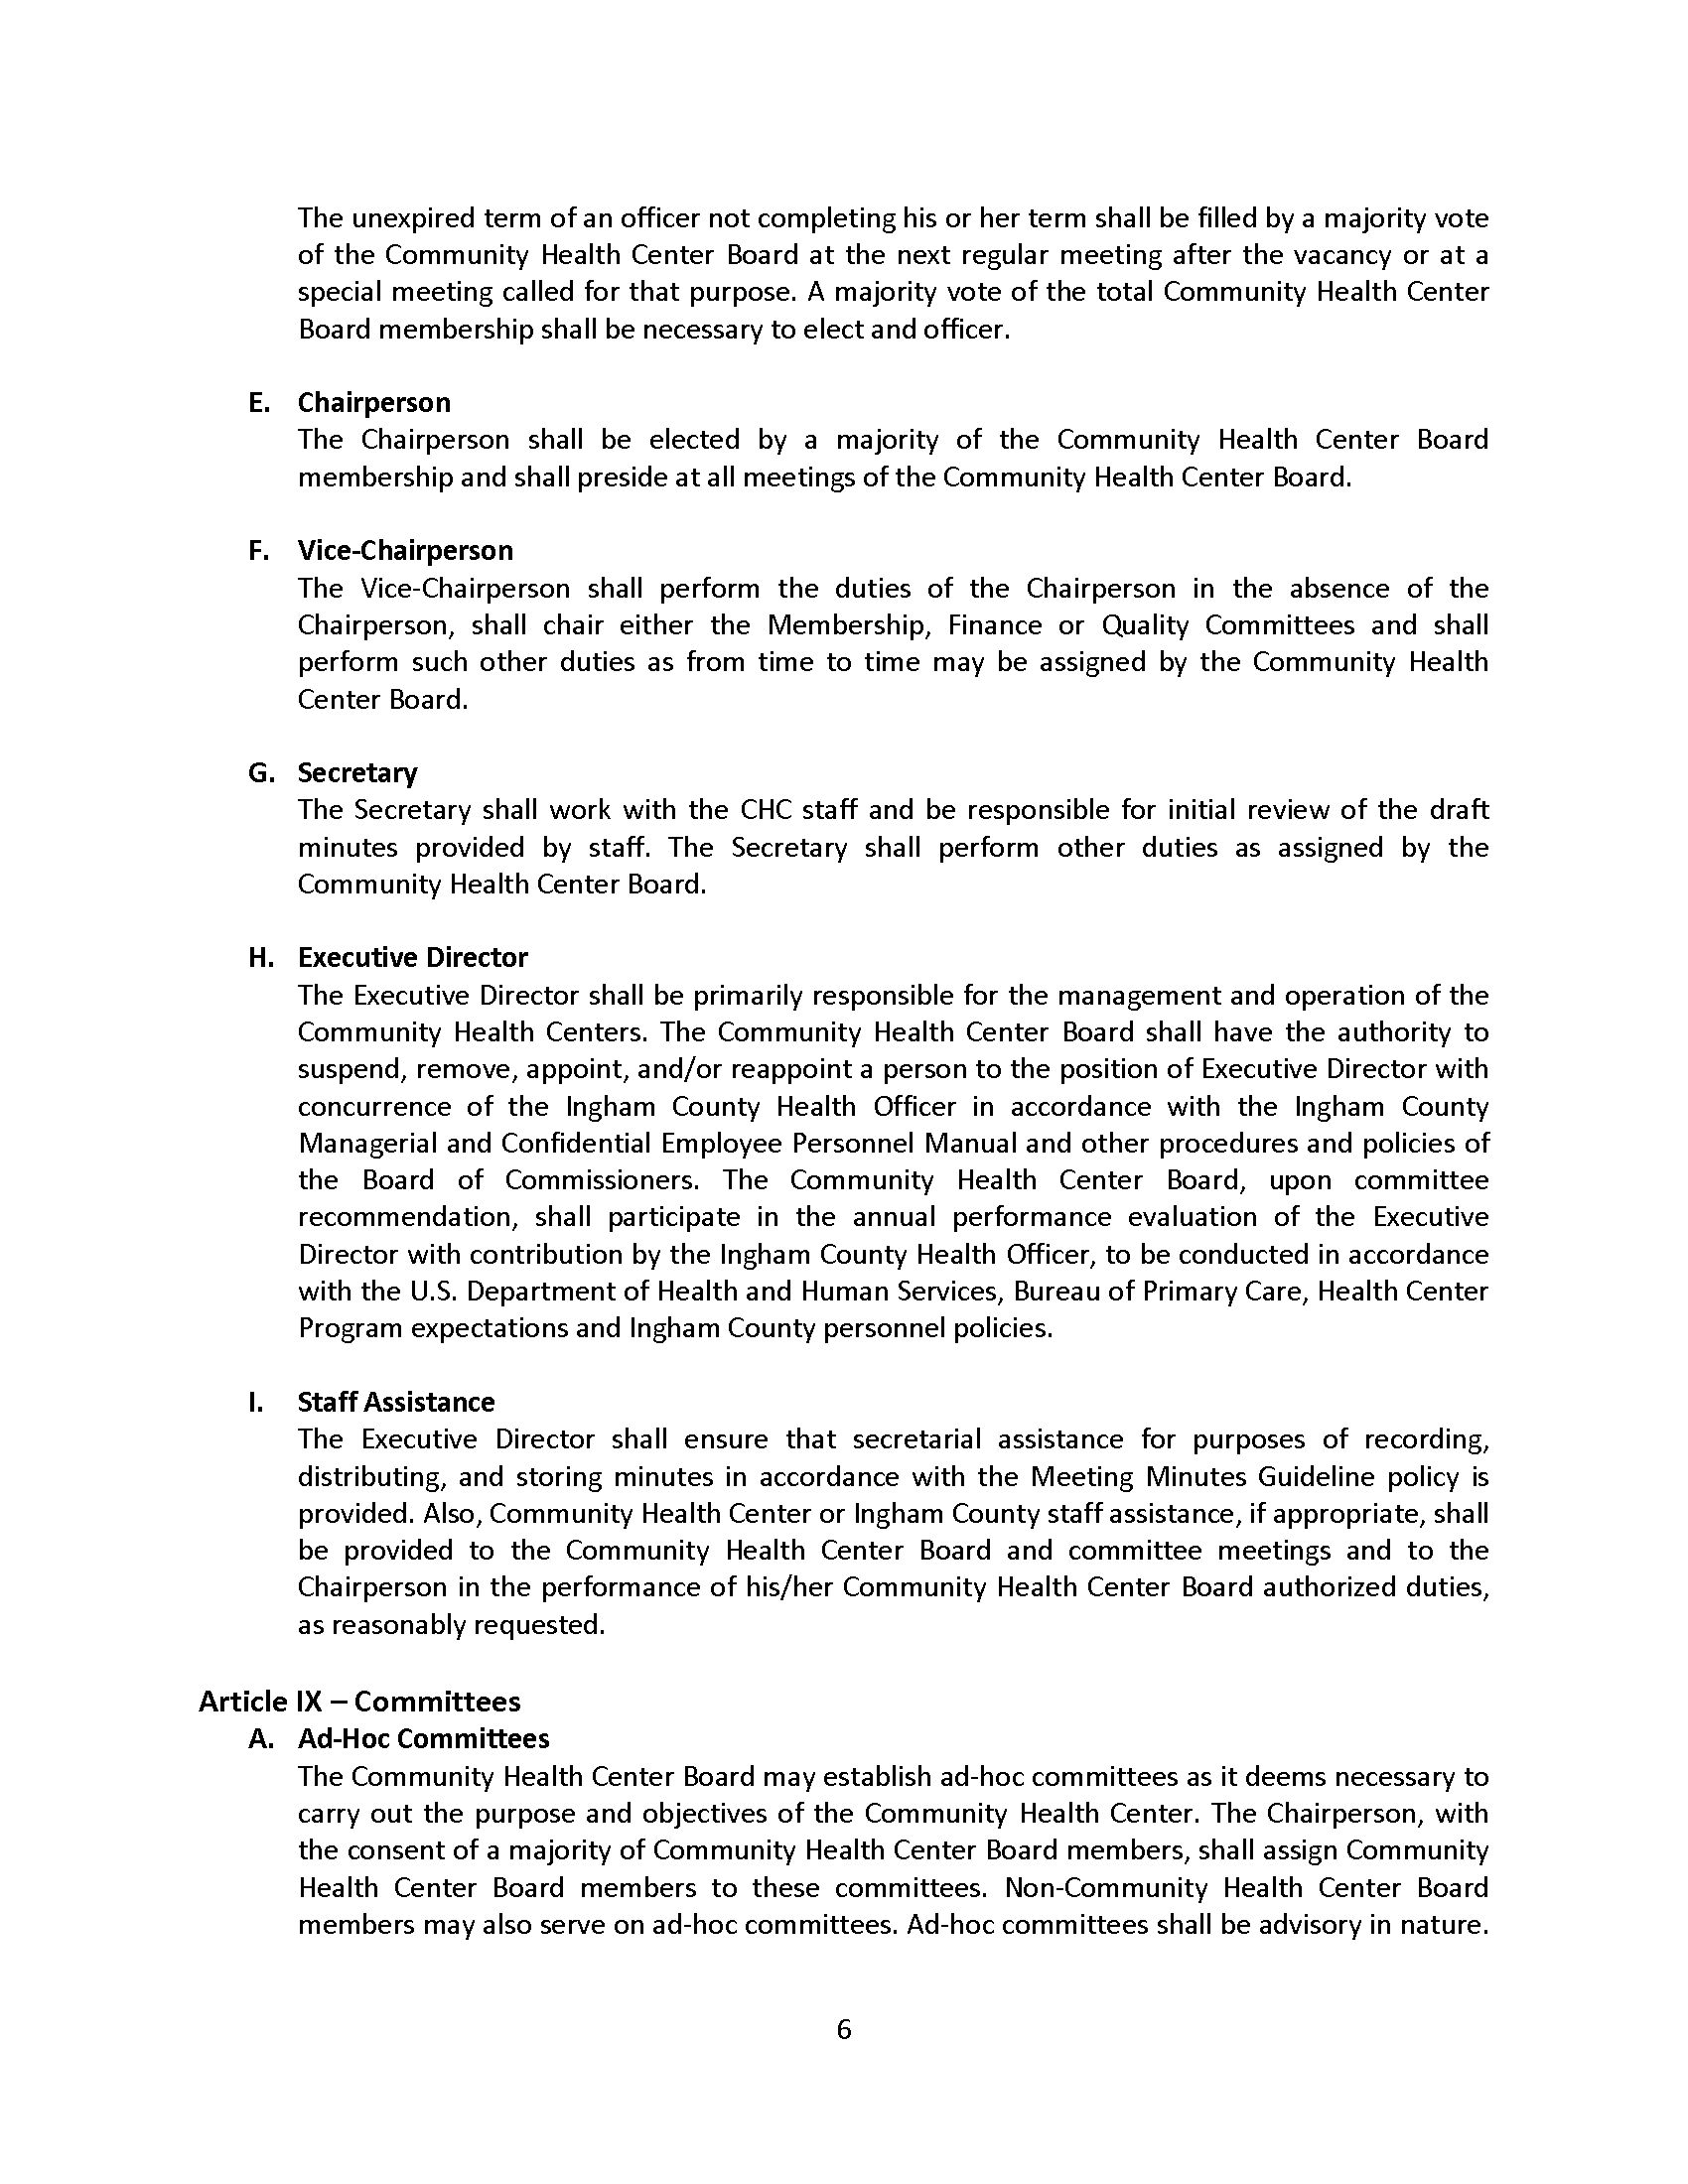 The unexpired term of an officer not completing his or her term shall be filled by a majority vote
of the Community Health Center Board at the next regular meeting after the vacancy or at a
special meeting called for that purpose. A majority vote of the total Community Health Center
Board membership shall be necessary to elect and officer.
E. Chairperson
The Chairperson shall be elected by a majority of the Community Health Center Board
membership and shall preside at all meetings of the Community Health Center Board.
F. Vice-Chairperson
The Vice-Chairperson shall perform the duties of the Chairperson in the absence of the
Chairperson, shall chair either the Membership, Finance or Quality Committees and shall
perform such other duties as from time to time may be assigned by the Community Health
Center Board.
G. Secretary
The Secretary shall work with the CHC staff and be responsible for initial review of the draft
minutes provided by staff. The Secretary shall perform other duties as assigned by the
Community Health Center Board.
H. Executive Director
The Executive Director shall be primarily responsible for the management and operation of the
Community Health Centers. The Community Health Center Board shall have the authority to
suspend, remove, appoint, and/or reappoint a person to the position of Executive Director with
concurrence of the Ingham County Health Officer in accordance with the Ingham County
Managerial and Confidential Employee Personnel Manual and other procedures and policies of
the Board of Commissioners. The Community Health Center Board, upon committee
recommendation, shall participate in the annual performance evaluation of the Executive
Director with contribution by the Ingham County Health Officer, to be conducted in accordance
with the U.S. Department of Health and Human Services, Bureau of Primary Care, Health Center
Program expectations and Ingham County personnel policies.
I. Staff Assistance
The Executive Director shall ensure that secretarial assistance for purposes of recording,
distributing, and storing minutes in accordance with the Meeting Minutes Guideline policy is
provided. Also, Community Health Center or Ingham County staff assistance, if appropriate, shall
be provided to the Community Health Center Board and committee meetings and to the
Chairperson in the performance of his/her Community Health Center Board authorized duties,
as reasonably requested.
Article IX – Committees
A. Ad-Hoc Committees
The Community Health Center Board may establish ad-hoc committees as it deems necessary to
carry out the purpose and objectives of the Community Health Center. The Chairperson, with
the consent of a majority of Community Health Center Board members, shall assign Community
Health Center Board members to these committees. Non-Community Health Center Board
members may also serve on ad-hoc committees. Ad-hoc committees shall be advisory in nature.
6